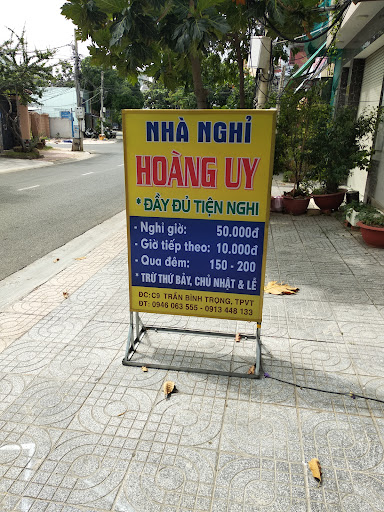 NHÀ NGHỈ
HOÀNG UY
* ĐẦY ĐỦ TIỆN NGHI
- Nghỉ giờ: 50.000đ
- Giờ tiếp theo: 10.000đ
- Qua đêm: 150 - 200
* TRỪ THỨ BẢY, CHỦ NHẬT & LỄ
ĐC: C9 TRẦN BÌNH TRỌNG, TPVT
ĐT: 0946 063 555 - 0913 448 133